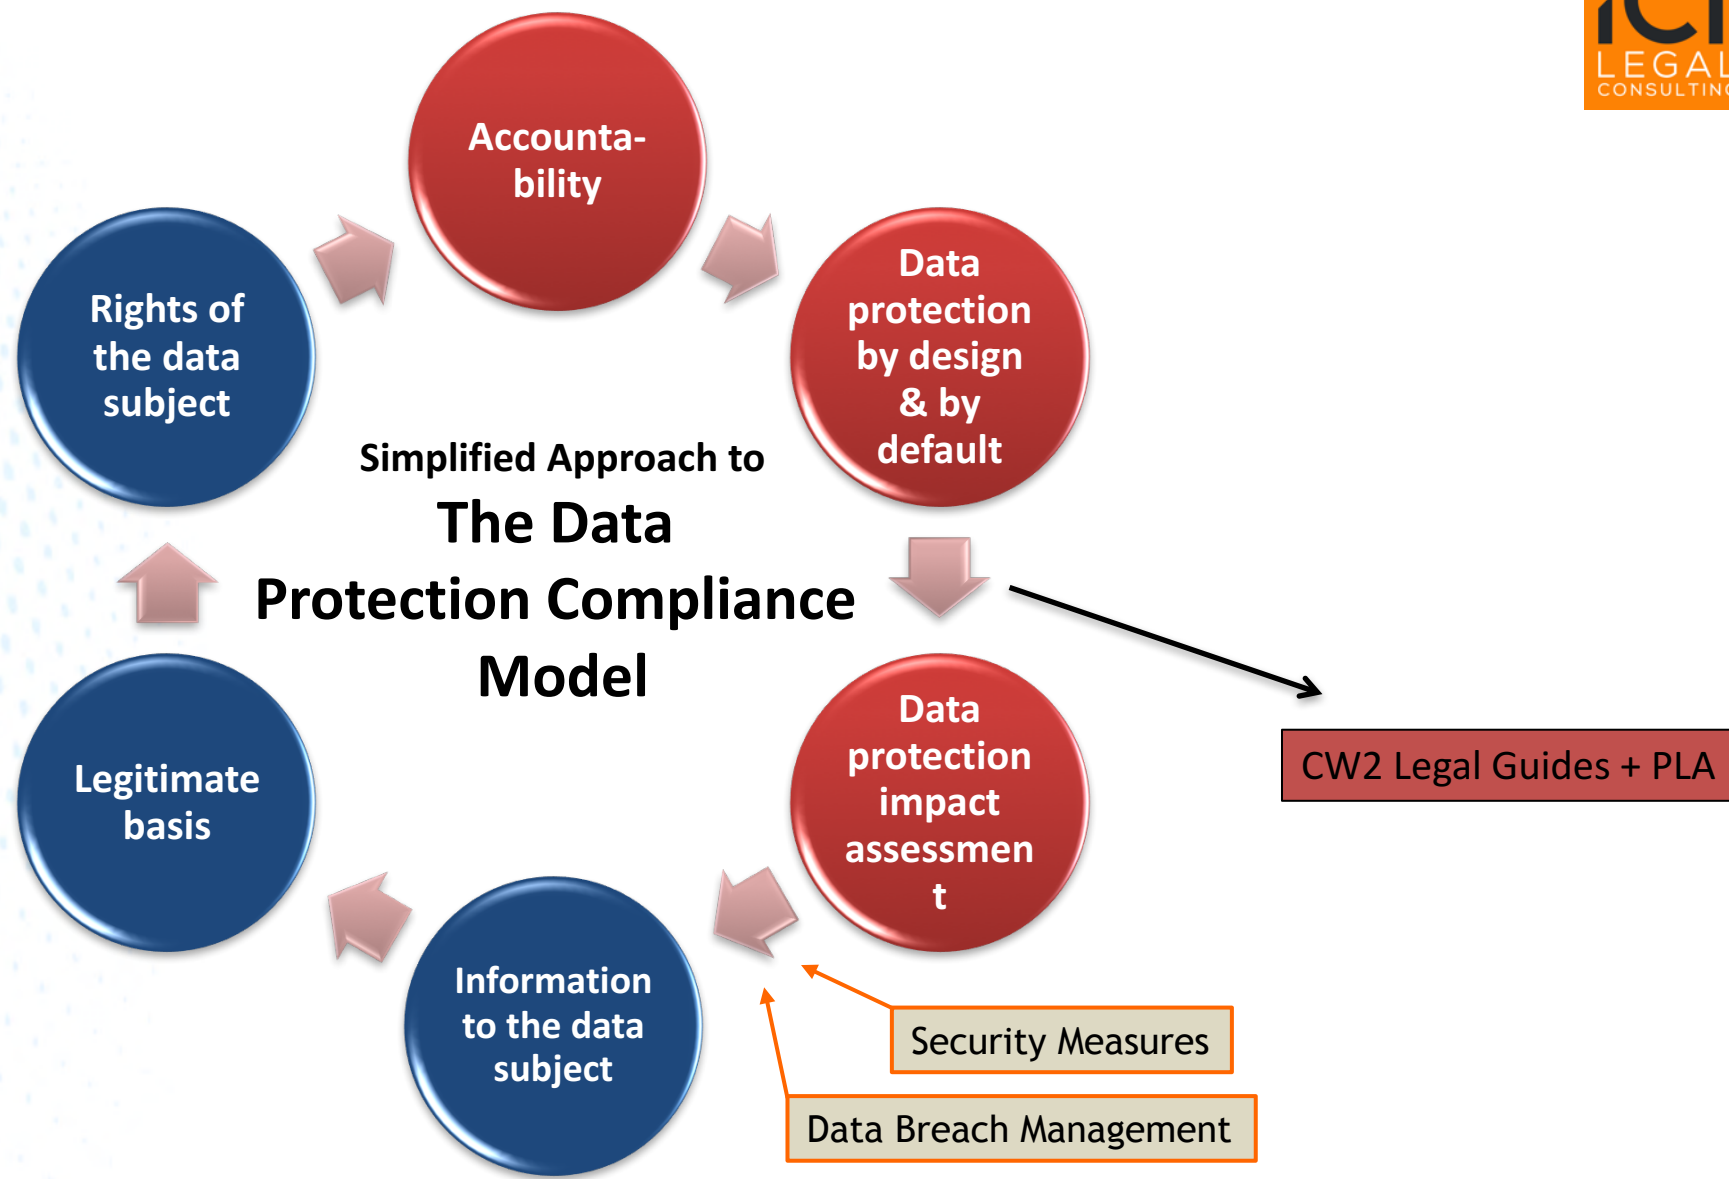 LEGAL
CONSULTING
Accounta-
bility
Data
protection
by design
& by
default
Rights of
the data
subject
Simplified Approach to
The Data
Protection Compliance
Model
Data
protection
impact
assessmen
t
CW2 Legal Guides + PLA
Legitimate
basis
Information
to the data
subject
Security Measures
Data Breach Management